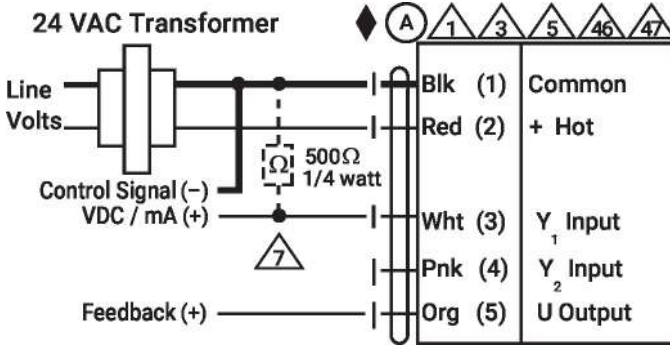 24 VAC Transformer
A 1 3 5 46 47
Line
Volts
Blk (1) Common
Red (2) + Hot
Ω 500Ω
1/4 watt
Control Signal (–)
VDC / mA (+)
Wht (3) Y1 Input
7
Pnk (4) Y2 Input
Feedback (+)
Org (5) U Output